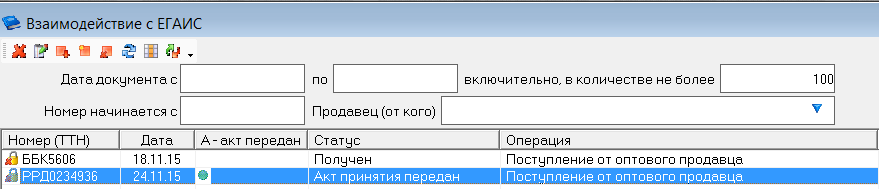 Взаимодействие с ЕГАИС
Дата документа с по включительно, в количестве не более 100
Номер начинается с Продавец (от кого)
Номер (ТТН) Дата А - акт передан Статус Операция
ББК5606 18.11.15 Получен Поступление от оптового продавца
РРД0234936 24.11.15 Акт принятия передан Поступление от оптового продавца